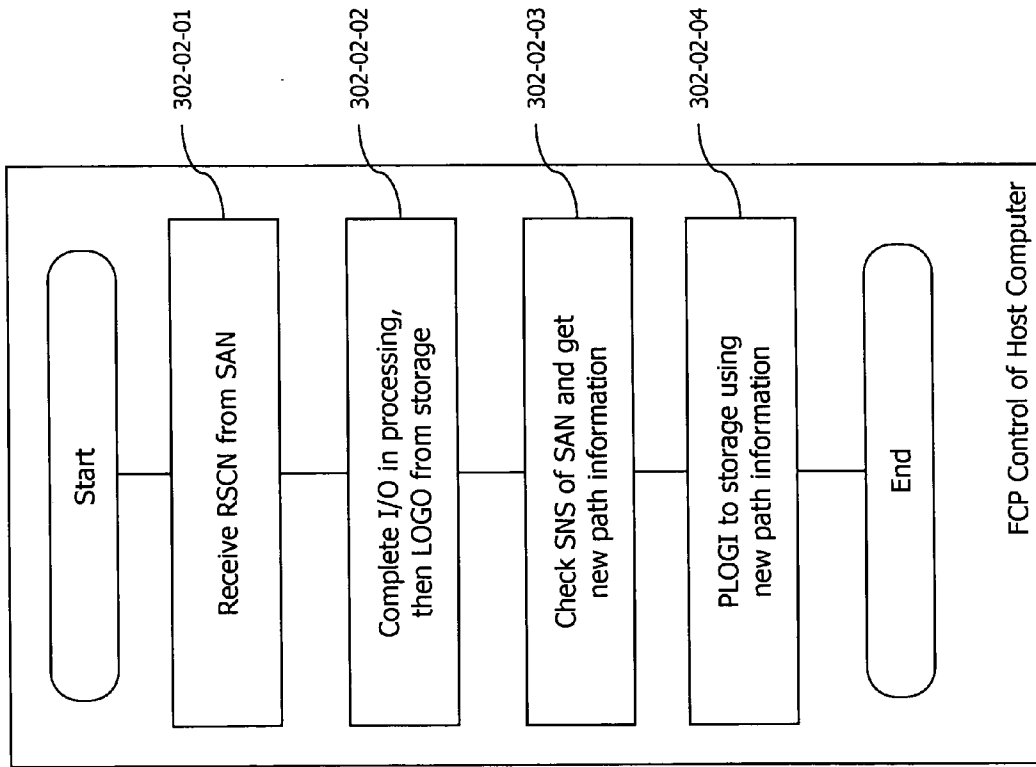 Start
Receive RSCN from SAN
302-02-01
Complete I/O in processing,
then LOGO from storage
302-02-02
Check SNS of SAN and get
new path information
302-02-03
PLOGI to storage using
new path information
302-02-04
End
FCP Control of Host Computer